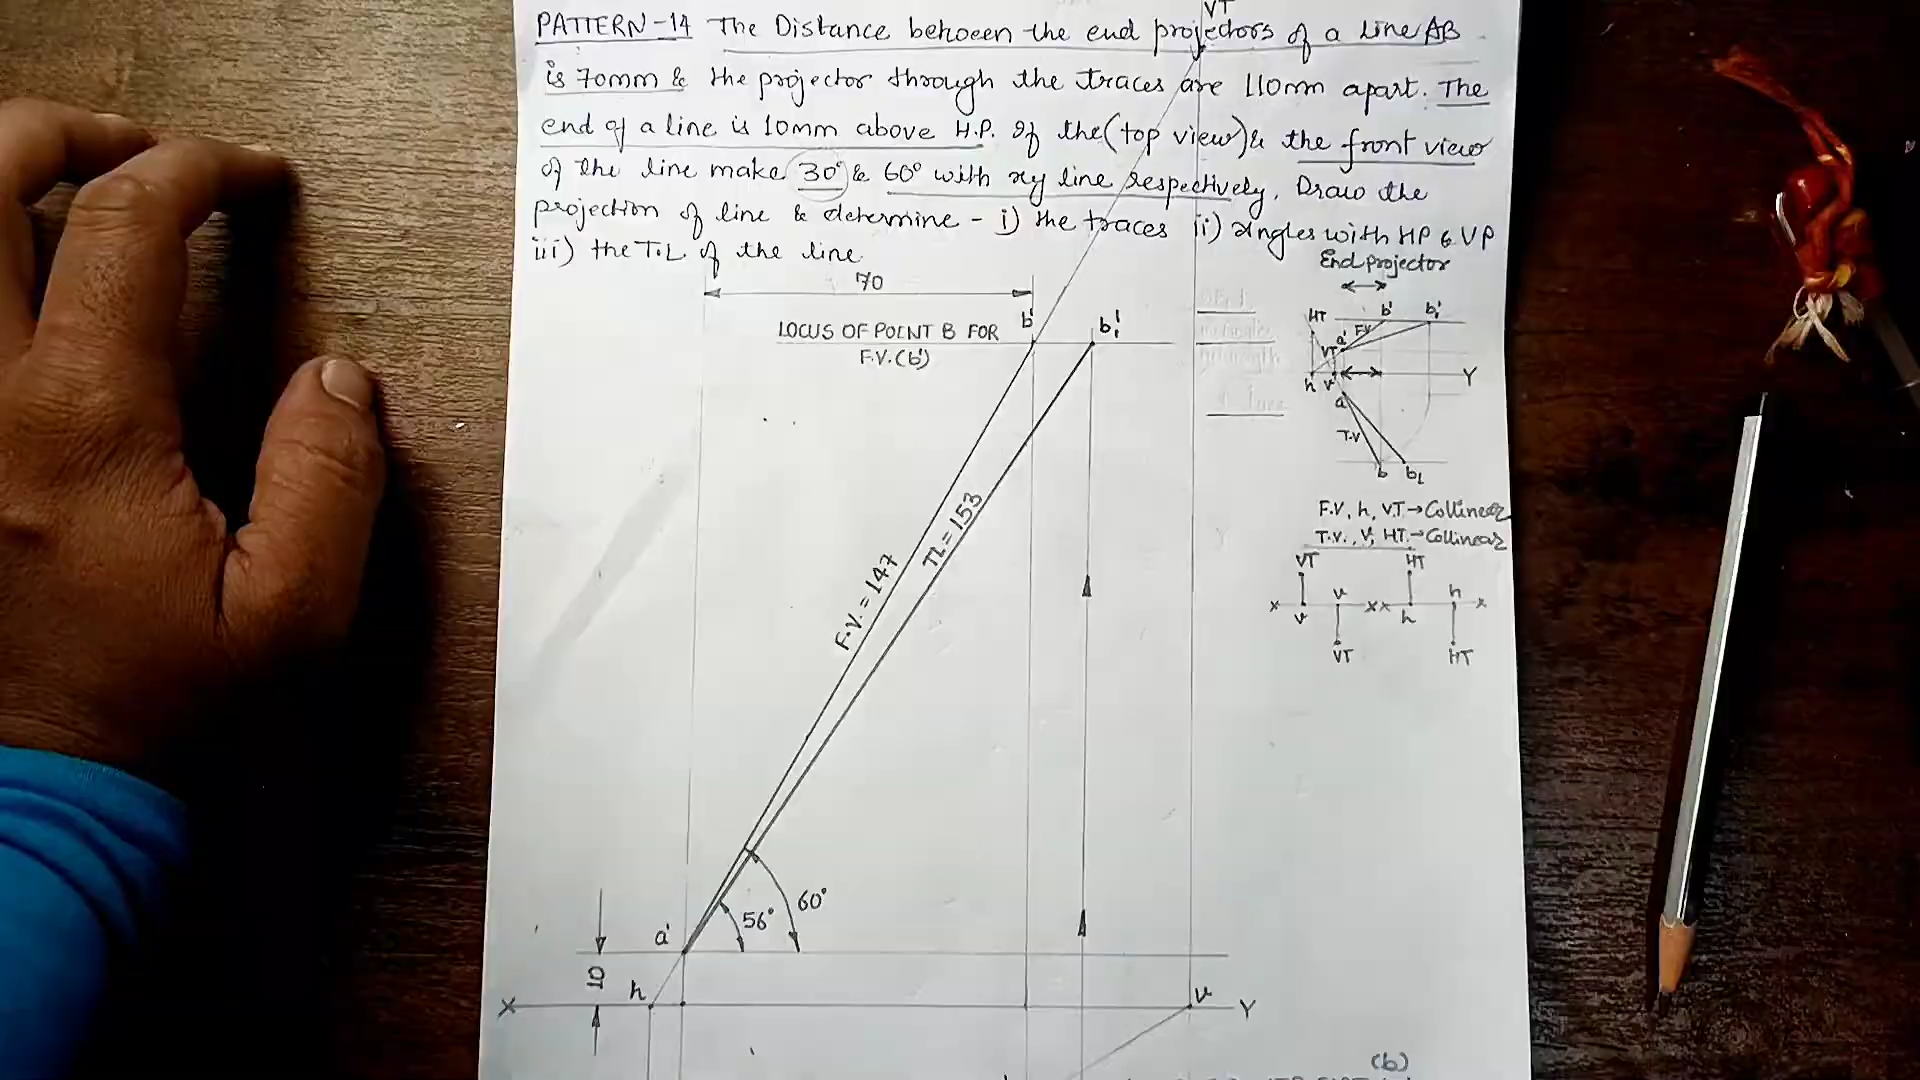 VT
PATTERN-14 The Distance between the end projectors of a line AB
is 70mm & the projector through the traces are 110mm apart. The
end of a line is 10mm above H.P. If the (top view) & the front view
of the line make 30° & 60° with xy line respectively. Draw the
projection of line & determine - i) the traces ii) angles with HP & VP
iii) the T.L. of the line
End projector
70
LOCUS OF POINT B FOR
F.V. (b')
b'
b1'
HT
b'
b1'
F.V
a'
VT
h
v
Y
a
T.V
b
b1
F.V., h, V.T. → Collinear
T.V., V, HT. → Collinear
VT
HT
v
h
X
v
X X
h
X
VT
HT
F.V. = 147
T.L = 153
60°
56°
a'
10
h
v
X
Y
(b)